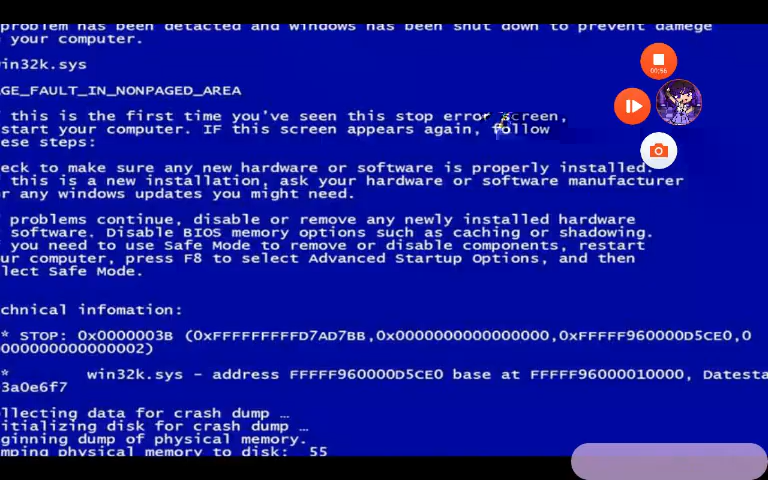 problem has been detacted and windows has been shut down to prevent damage
your computer.
in32k.sys
AGE_FAULT_IN_NONPAGED_AREA
this is the first time you've seen this stop error screen,
start your computer. IF this screen appears again, follow
ese steps:
eck to make sure any new hardware or software is properly installed.
this is a new installation, ask your hardware or software manufacturer
r any windows updates you might need.
problems continue, disable or remove any newly installed hardware
software. Disable BIOS memory options such as caching or shadowing.
you need to use Safe Mode to remove or disable components, restart
ur computer, press F8 to select Advanced Startup Options, and then
lect Safe Mode.
chnical infomation:
* STOP: 0x0000003B (0xFFFFFFFFFD7AD7BB,0x0000000000000000,0xFFFFF960000D5CE0,0
000000000000002)
* win32k.sys - address FFFFF960000D5CE0 base at FFFFF96000010000, Datesta
3a0e6f7
ollecting data for crash dump …
itializing disk for crash dump …
ginning dump of physical memory.
mping physical memory to disk: 55
00:56